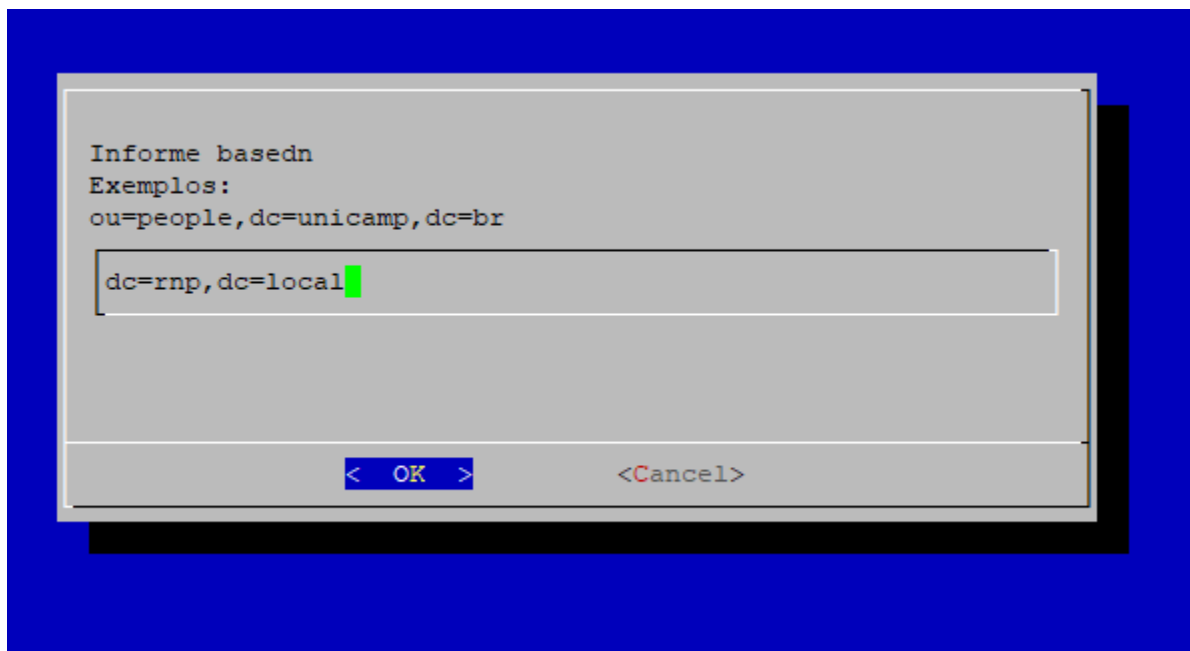 Informe basedn
Exemplos:
ou=people,dc=unicamp,dc=br
dc=rnp,dc=local
<  OK  > <Cancel>